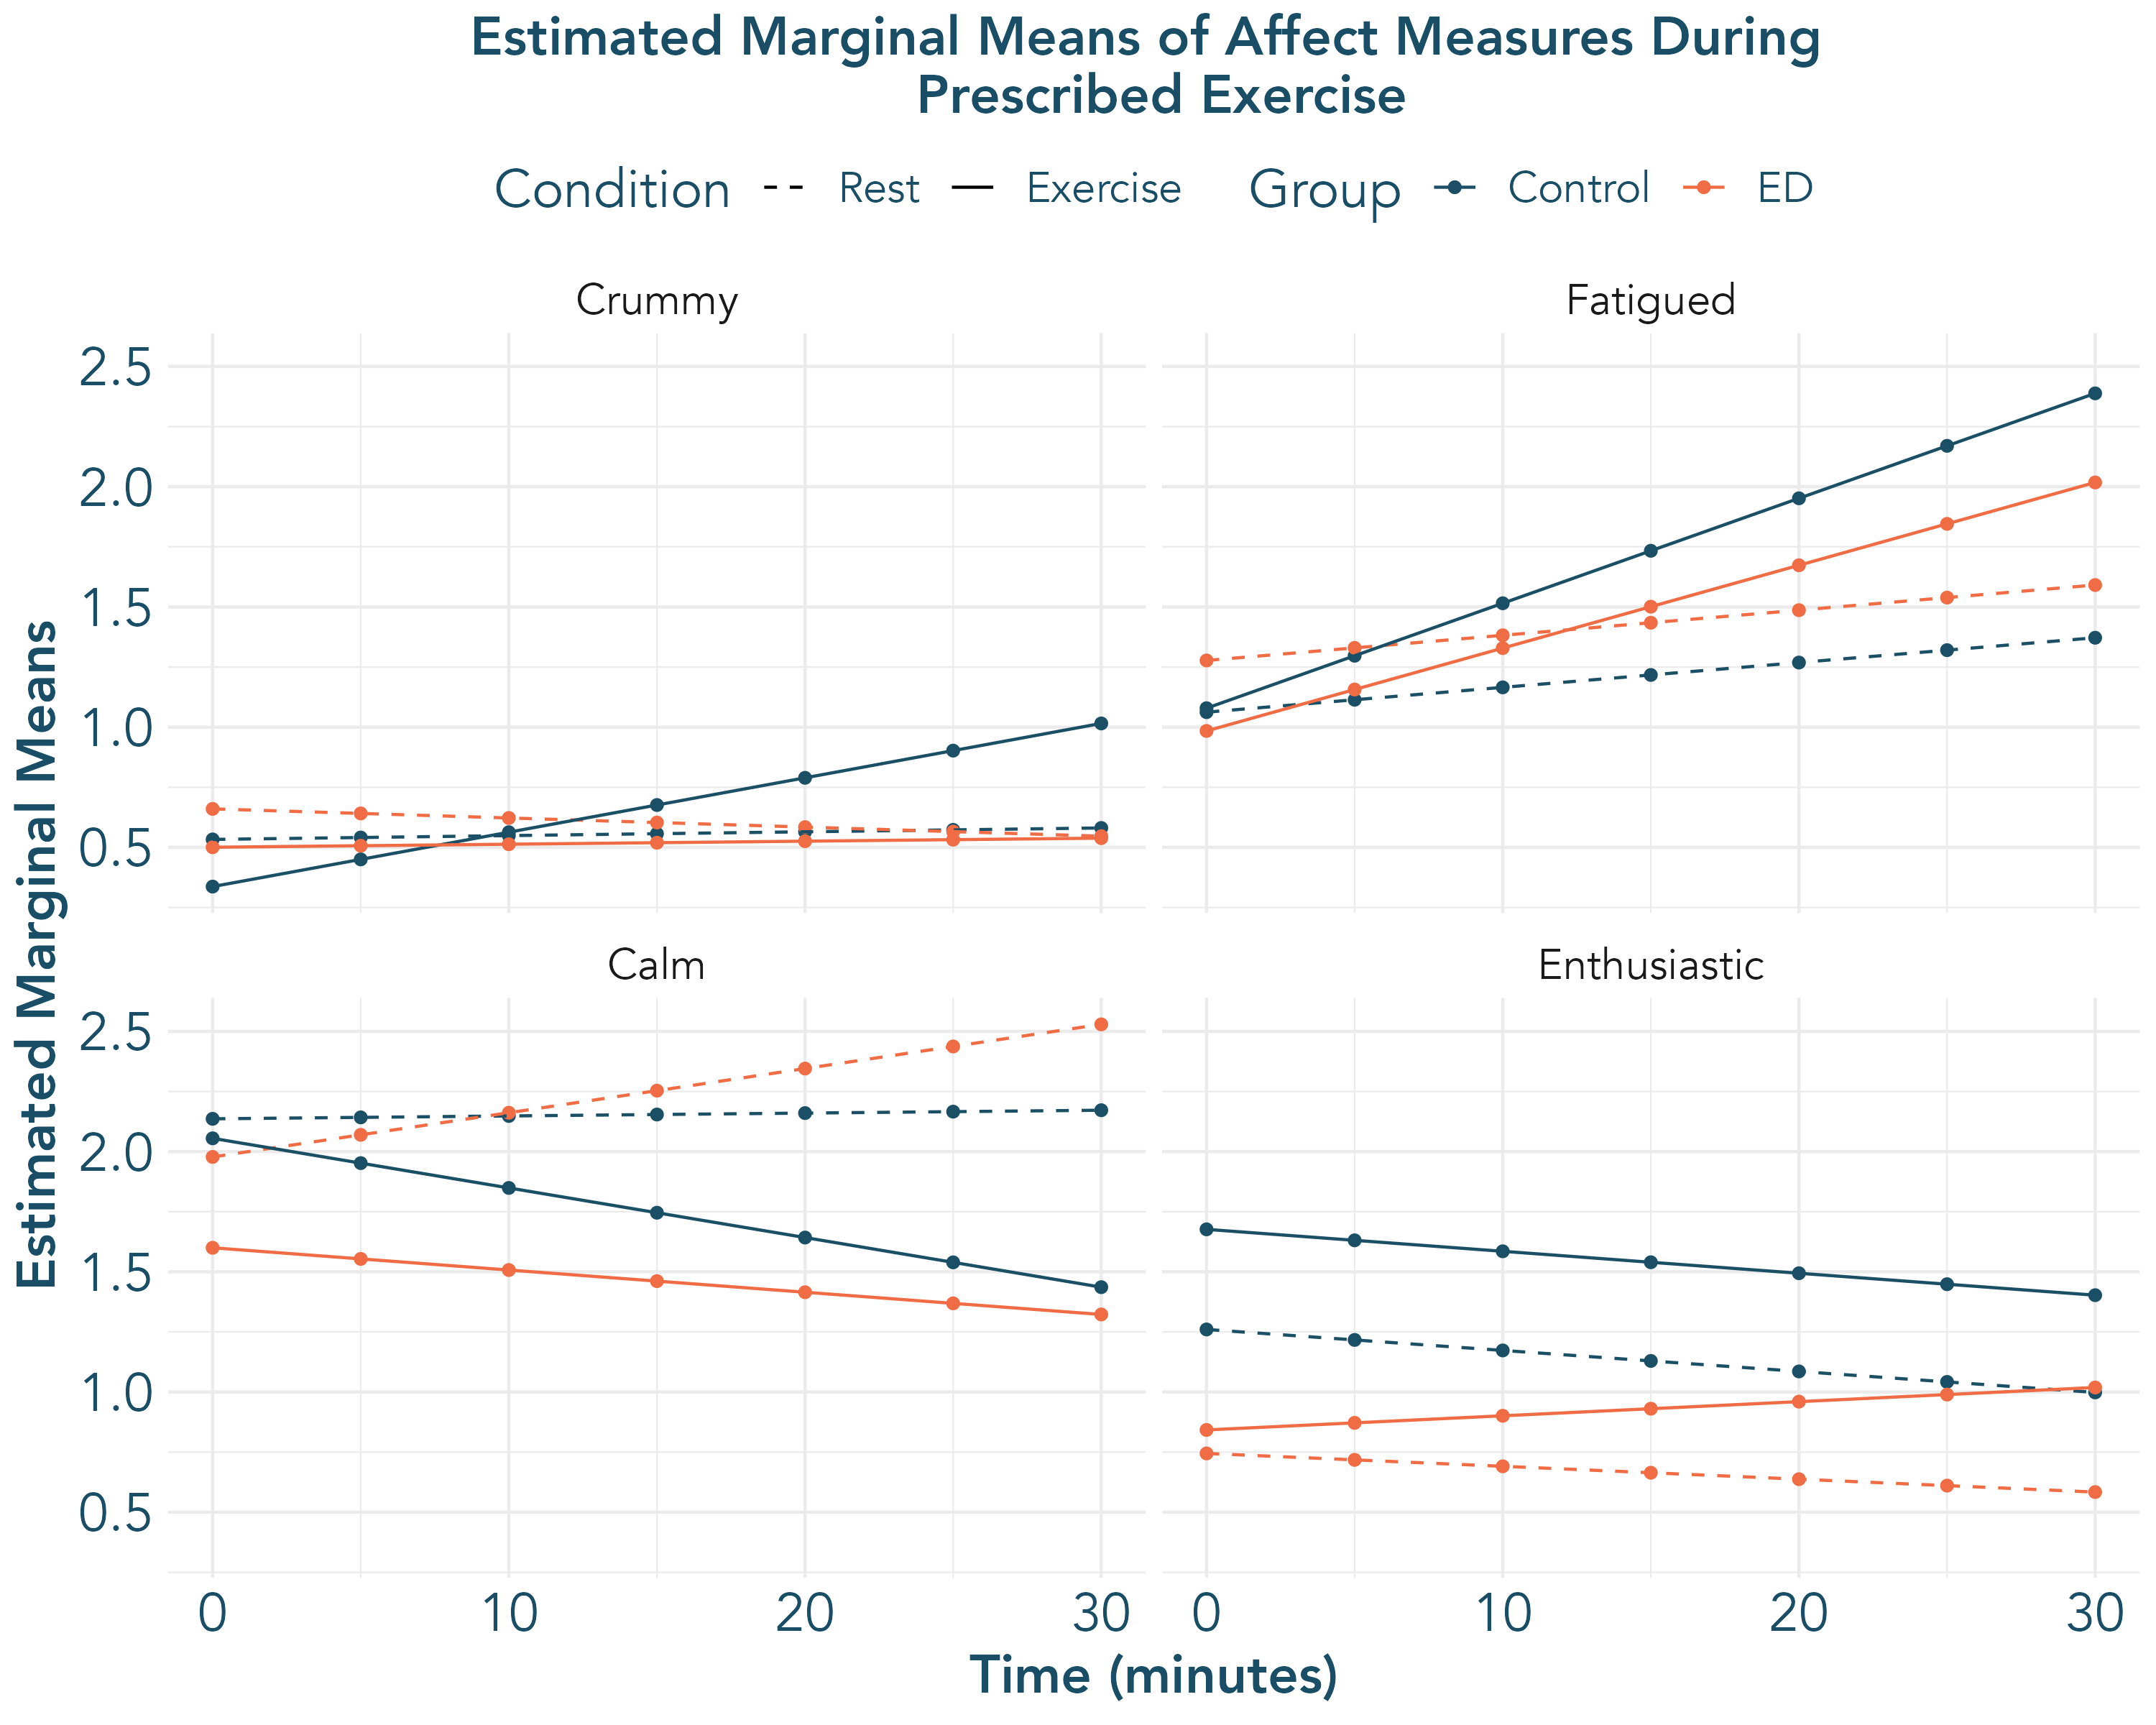 Estimated Marginal Means of Affect Measures During
Prescribed Exercise
Condition Rest Exercise Group Control ED
Crummy
Fatigued
2.5
2.0
1.5
1.0
0.5
Calm
Enthusiastic
2.5
2.0
1.5
1.0
0.5
Estimated Marginal Means
0 10 20 30
0 10 20 30
Time (minutes)